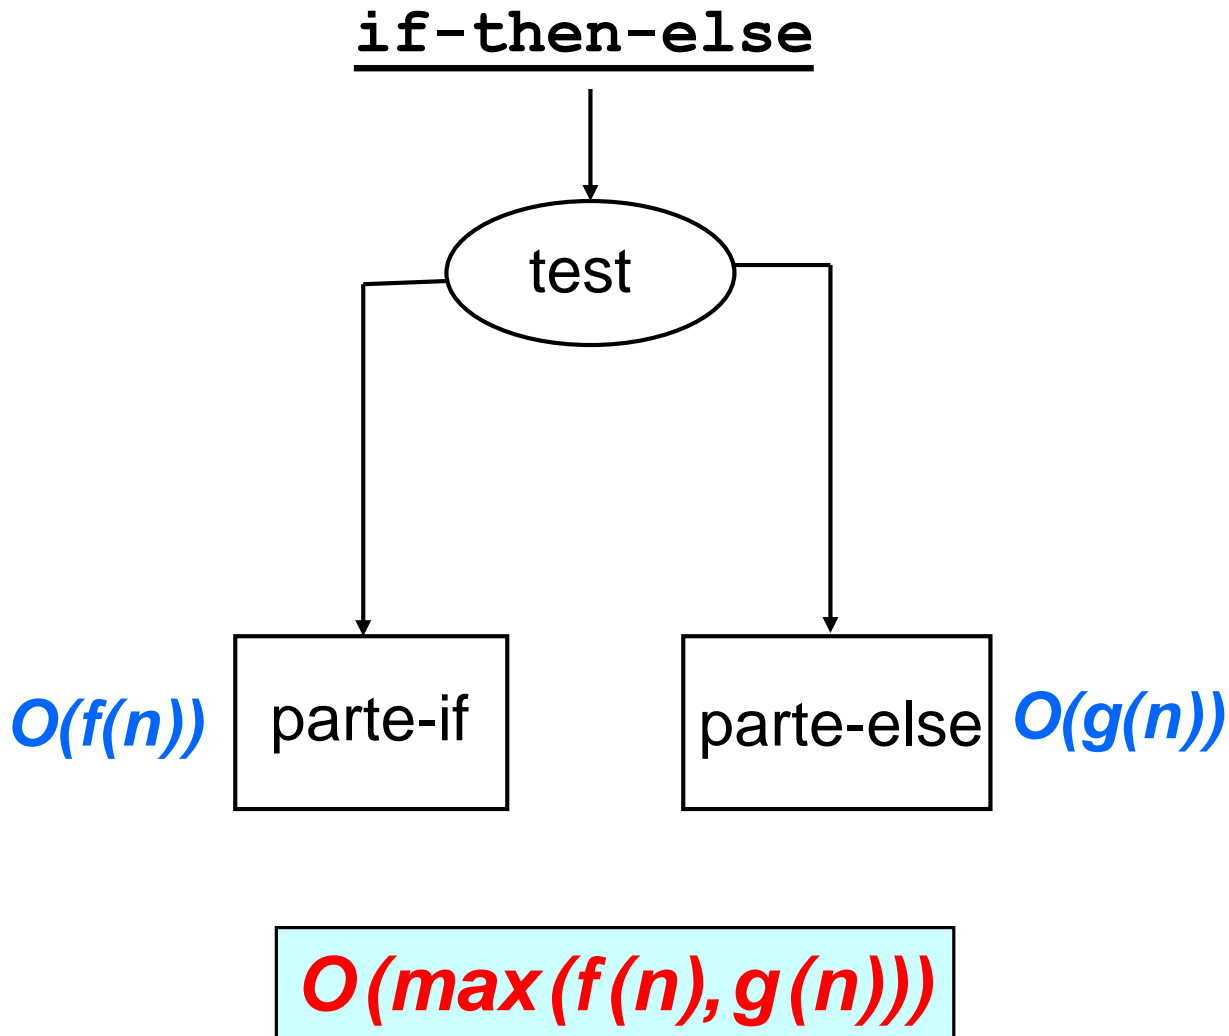 if-then-else
test
O(f(n))
parte-if
parte-else
O(g(n))
O(max(f(n),g(n)))